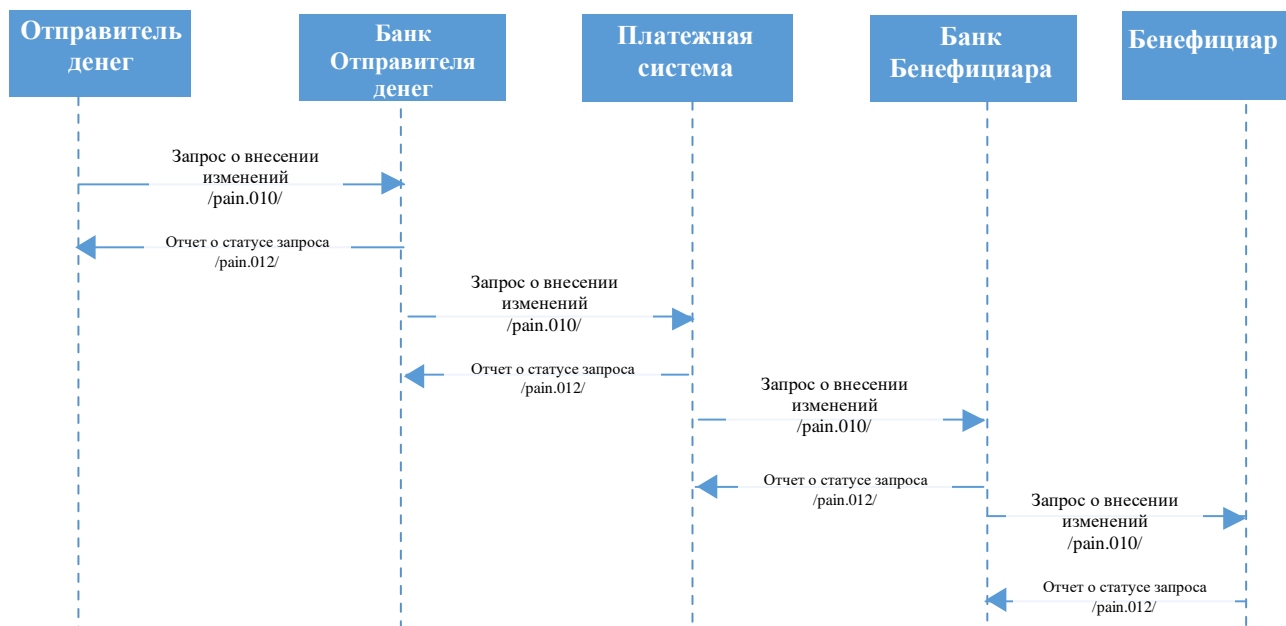 Отправитель
денег
Банк
Отправителя
денег
Платежная
система
Банк
Бенефициара
Бенефициар
Запрос о внесении
изменений
/pain.010/
Отчет о статусе запроса
/pain.012/
Запрос о внесении
изменений
/pain.010/
Отчет о статусе запроса
/pain.012/
Запрос о внесении
изменений
/pain.010/
Отчет о статусе запроса
/pain.012/
Запрос о внесении
изменений
/pain.010/
Отчет о статусе запроса
/pain.012/